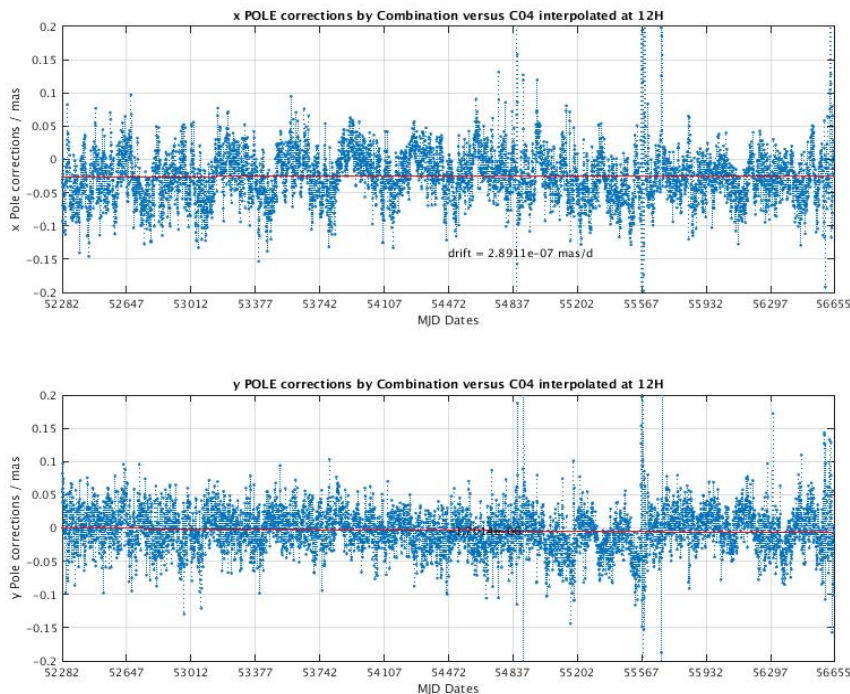 x POLE corrections by Combination versus C04 interpolated at 12H
x Pole corrections / mas
0.2
0.15
0.1
0.05
0
-0.05
-0.1
-0.15
-0.2
drift = 2.8911e-07 mas/d
52282 52647 53012 53377 53742 54107 54472 54837 55202 55567 55932 56297 56655
MJD Dates
y POLE corrections by Combination versus C04 interpolated at 12H
y Pole corrections / mas
0.2
0.15
0.1
0.05
0
-0.05
-0.1
-0.15
-0.2
52282 52647 53012 53377 53742 54107 54472 54837 55202 55567 55932 56297 56655
MJD Dates